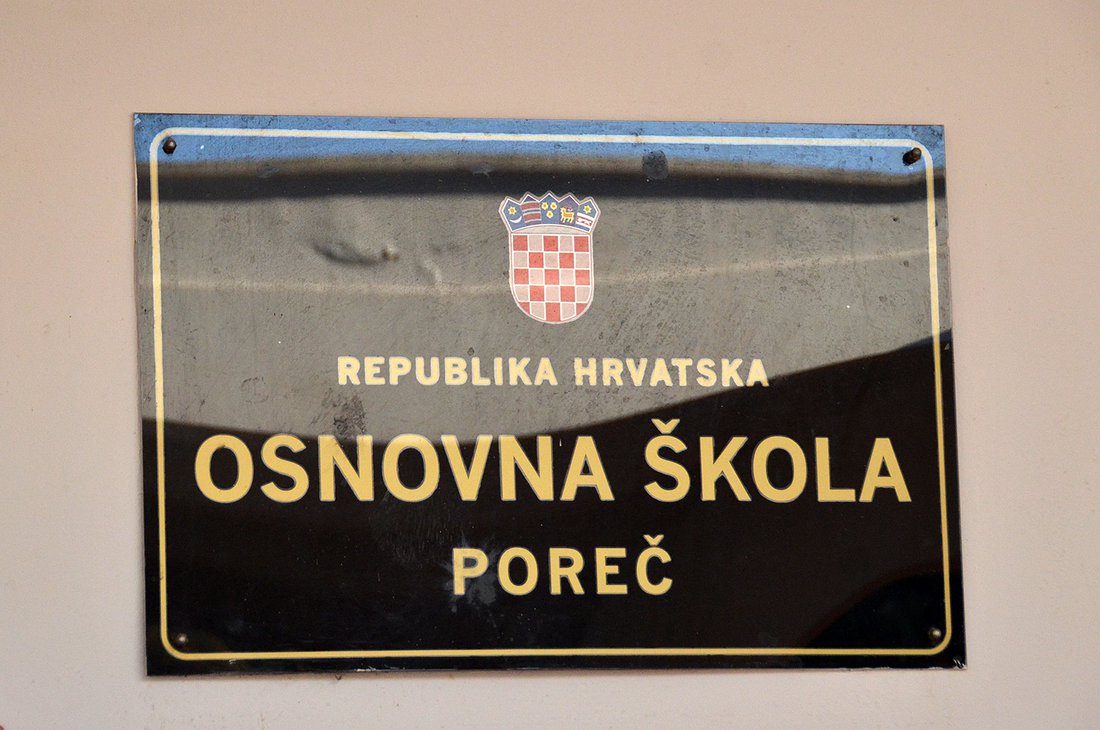 REPUBLIKA HRVATSKA
OSNOVNA ŠKOLA
POREČ